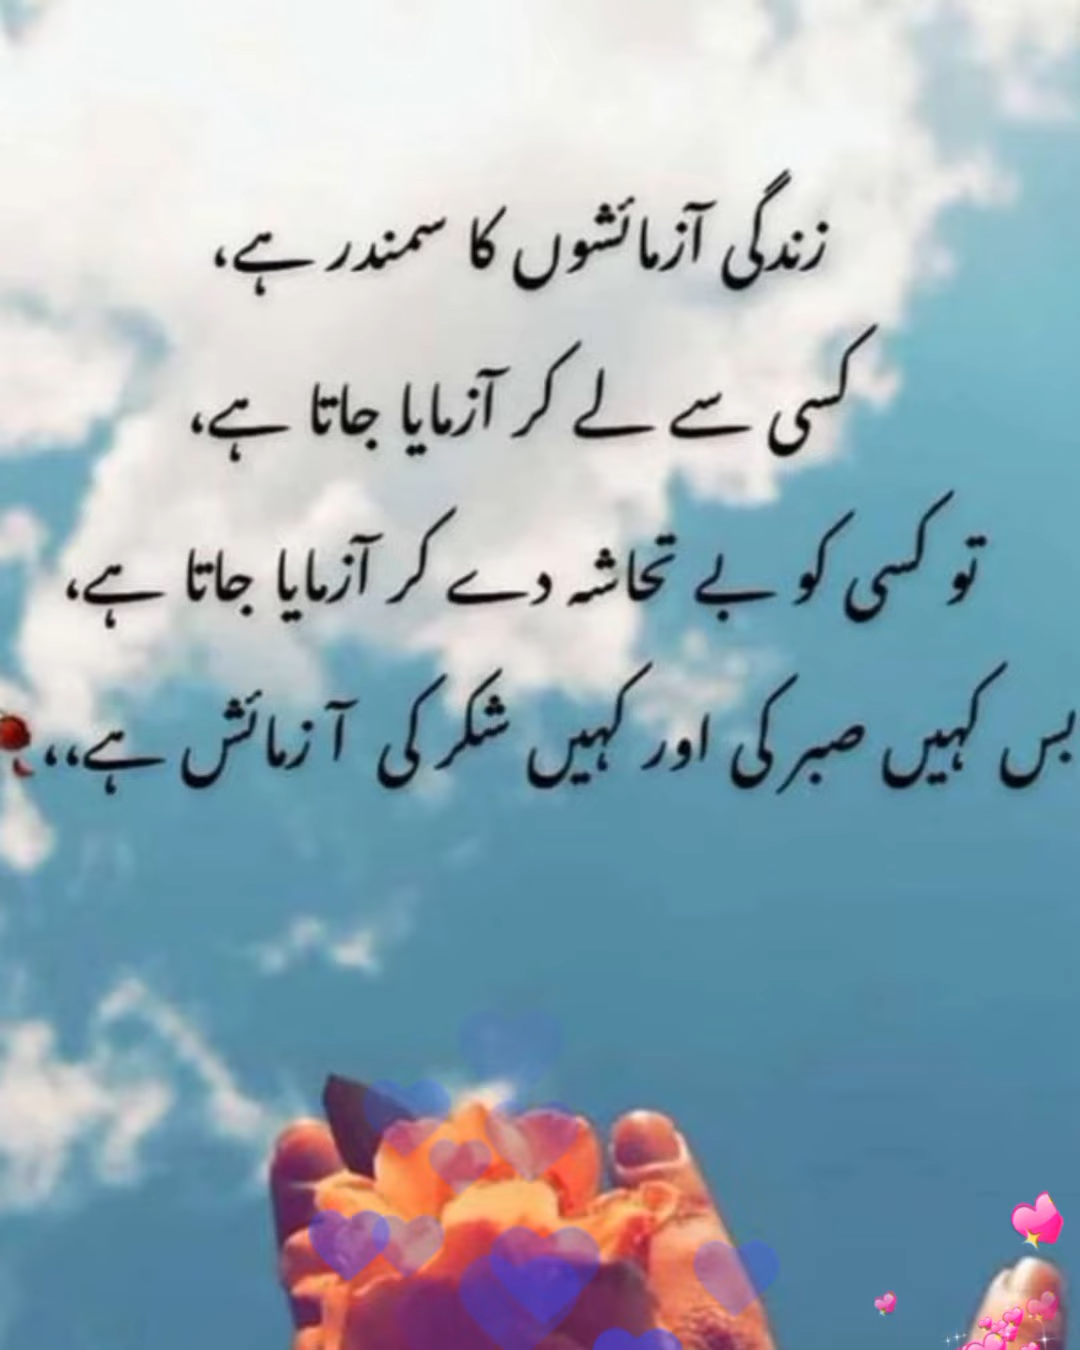 زندگی آزمائشوں کا سمندر ہے،
کسی سے لے کر آزمایا جاتا ہے،
تو کسی کو بے تحاشہ دے کر آزمایا جاتا ہے،
بس کہیں صبر کی اور کہیں شکر کی آزمائش ہے،،